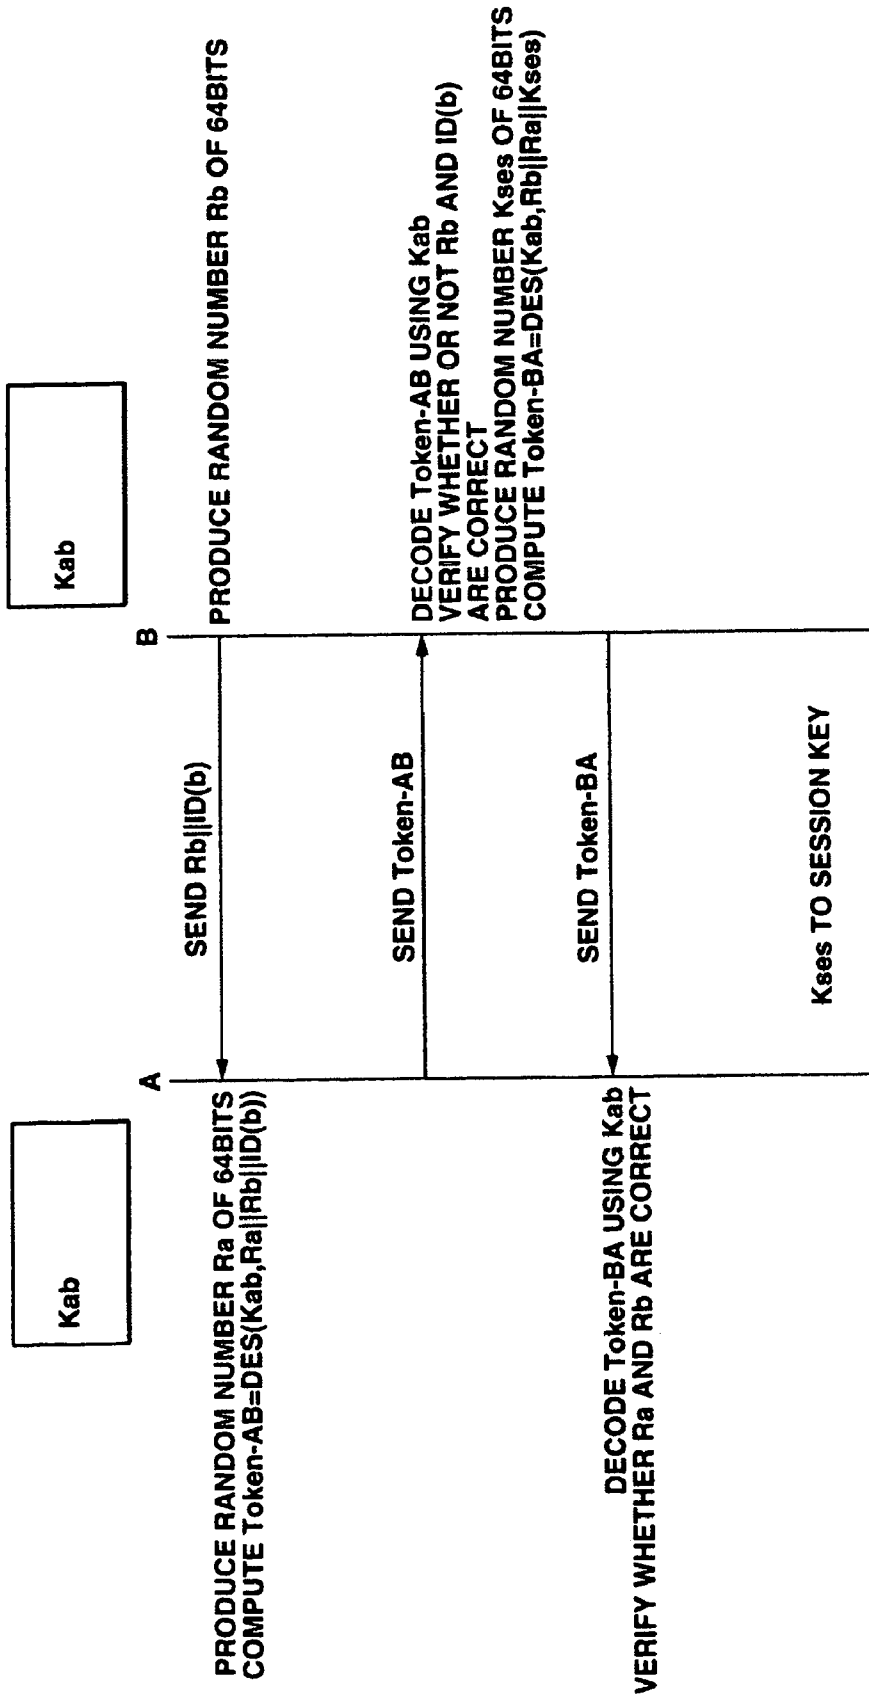 Kab
Kab
A
B
PRODUCE RANDOM NUMBER Rb OF 64BITS
SEND Rb||ID(b)
PRODUCE RANDOM NUMBER Ra OF 64BITS
COMPUTE Token-AB=DES(Kab,Ra||Rb||ID(b))
SEND Token-AB
DECODE Token-AB USING Kab
VERIFY WHETHER OR NOT Rb AND ID(b)
ARE CORRECT
PRODUCE RANDOM NUMBER Kses OF 64BITS
COMPUTE Token-BA=DES(Kab,Rb||Ra||Kses)
SEND Token-BA
DECODE Token-BA USING Kab
VERIFY WHETHER Ra AND Rb ARE CORRECT
Kses TO SESSION KEY